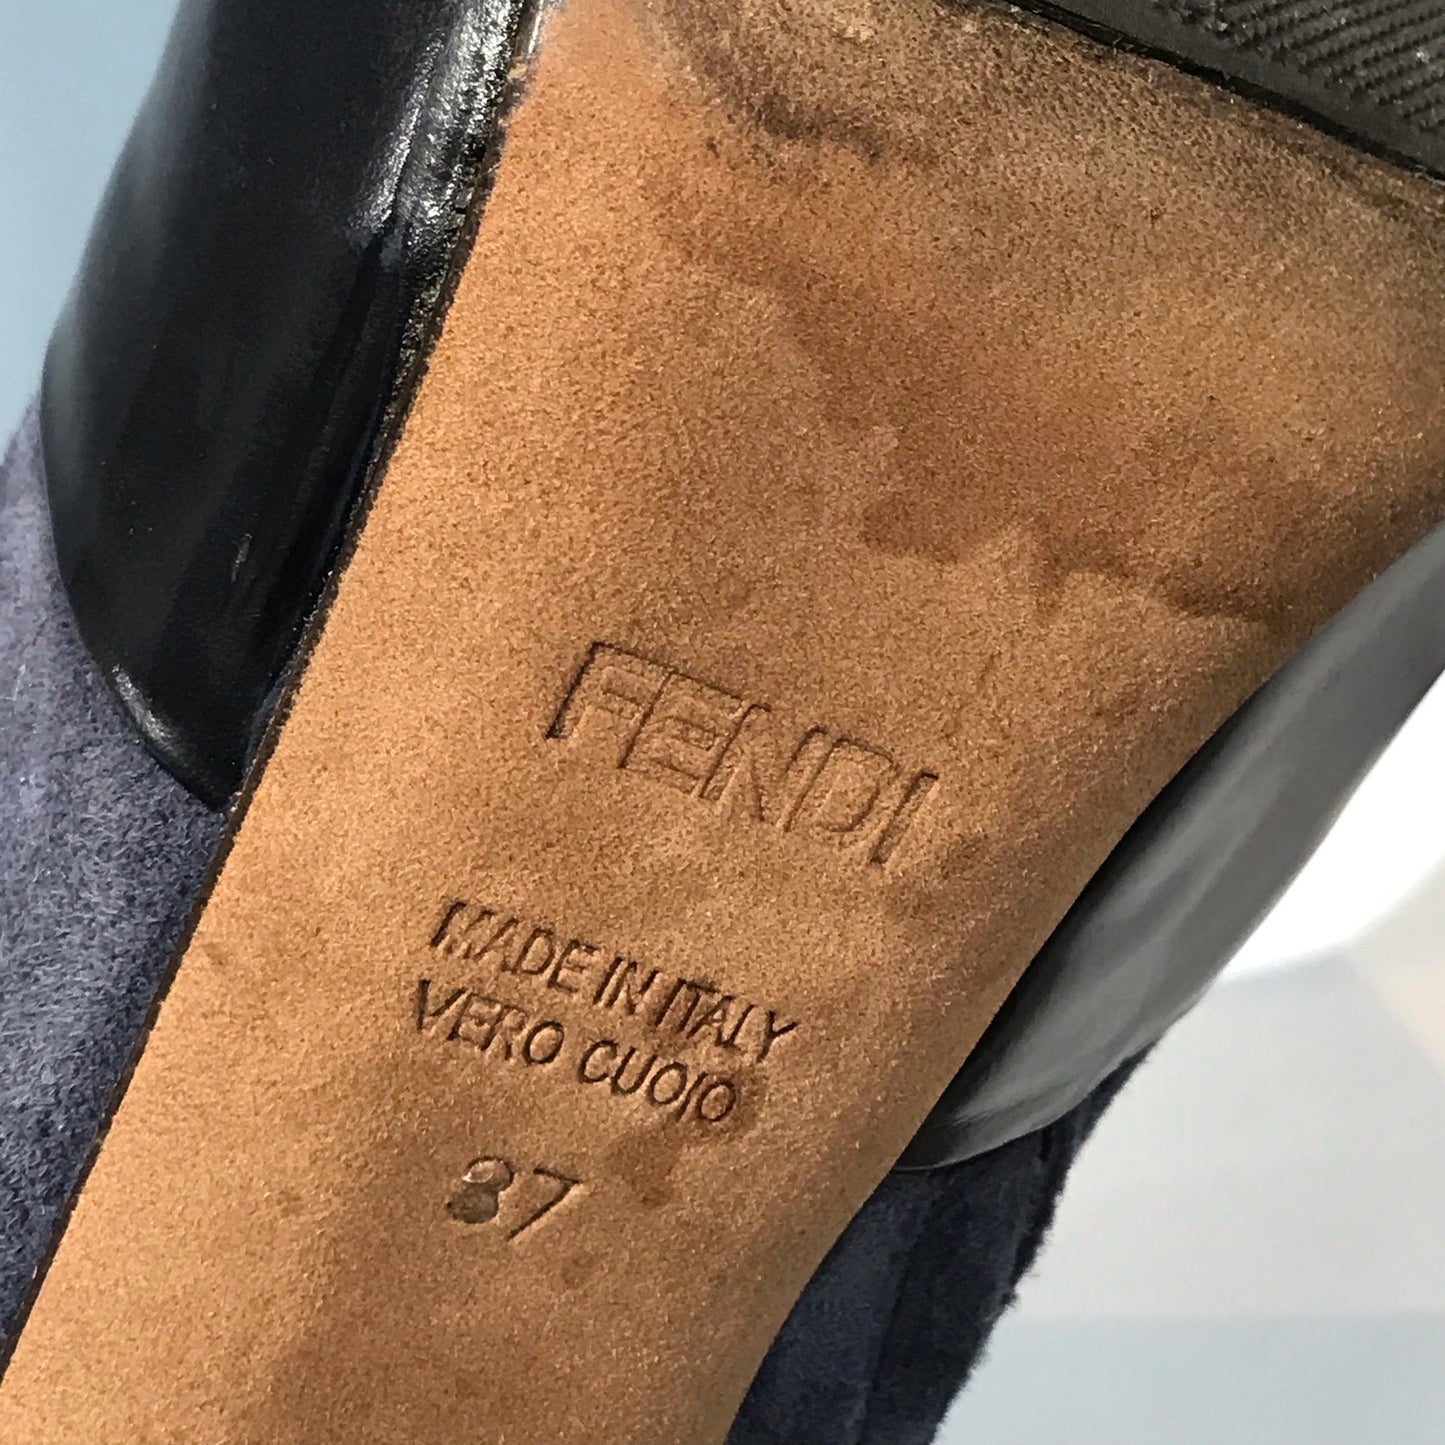 FENDI
MADE IN ITALY
VERO CUOIO
37